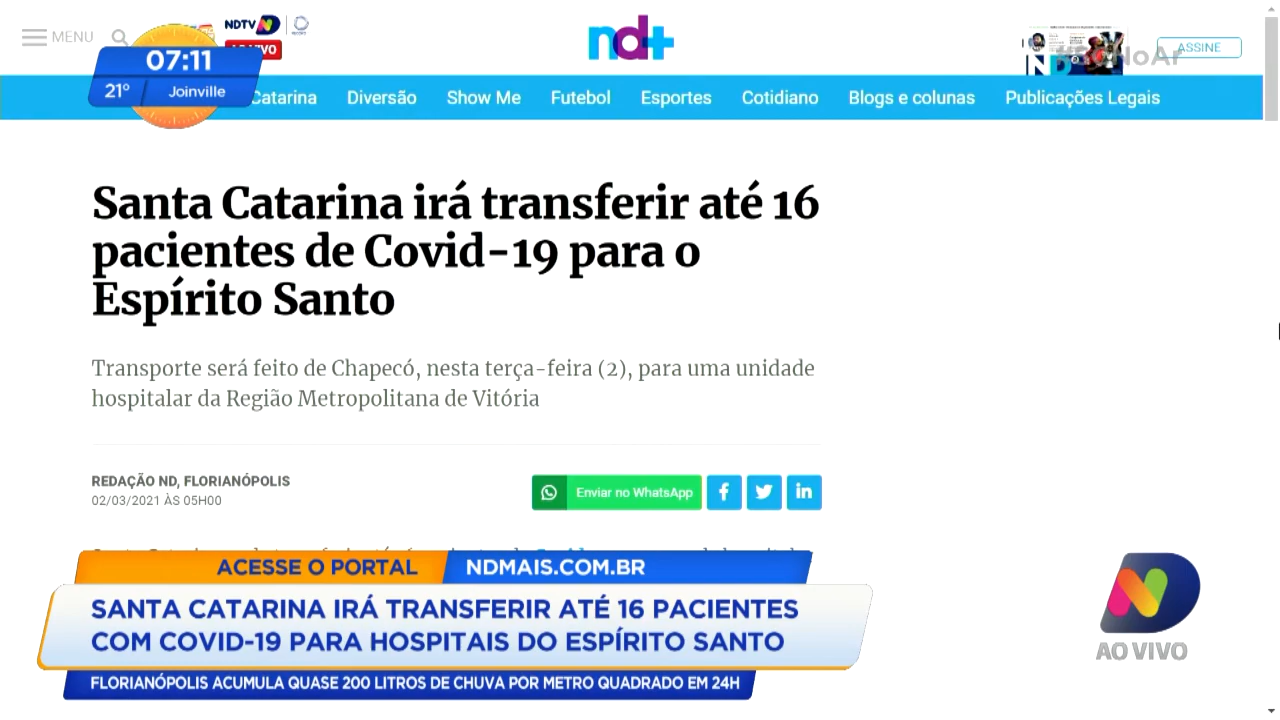 MENU
NDTV
nd+
ASSINE
07:11
21°
Joinville
Catarina
Diversão
Show Me
Futebol
Esportes
Cotidiano
Blogs e colunas
Publicações Legais
Santa Catarina irá transferir até 16
pacientes de Covid-19 para o
Espírito Santo
Transporte será feito de Chapecó, nesta terça-feira (2), para uma unidade
hospitalar da Região Metropolitana de Vitória
REDAÇÃO ND, FLORIANÓPOLIS
02/03/2021 ÀS 05H00
Enviar no WhatsApp
ACESSE O PORTAL
NDMAIS.COM.BR
SANTA CATARINA IRÁ TRANSFERIR ATÉ 16 PACIENTES
COM COVID-19 PARA HOSPITAIS DO ESPÍRITO SANTO
FLORIANÓPOLIS ACUMULA QUASE 200 LITROS DE CHUVA POR METRO QUADRADO EM 24H
AO VIVO